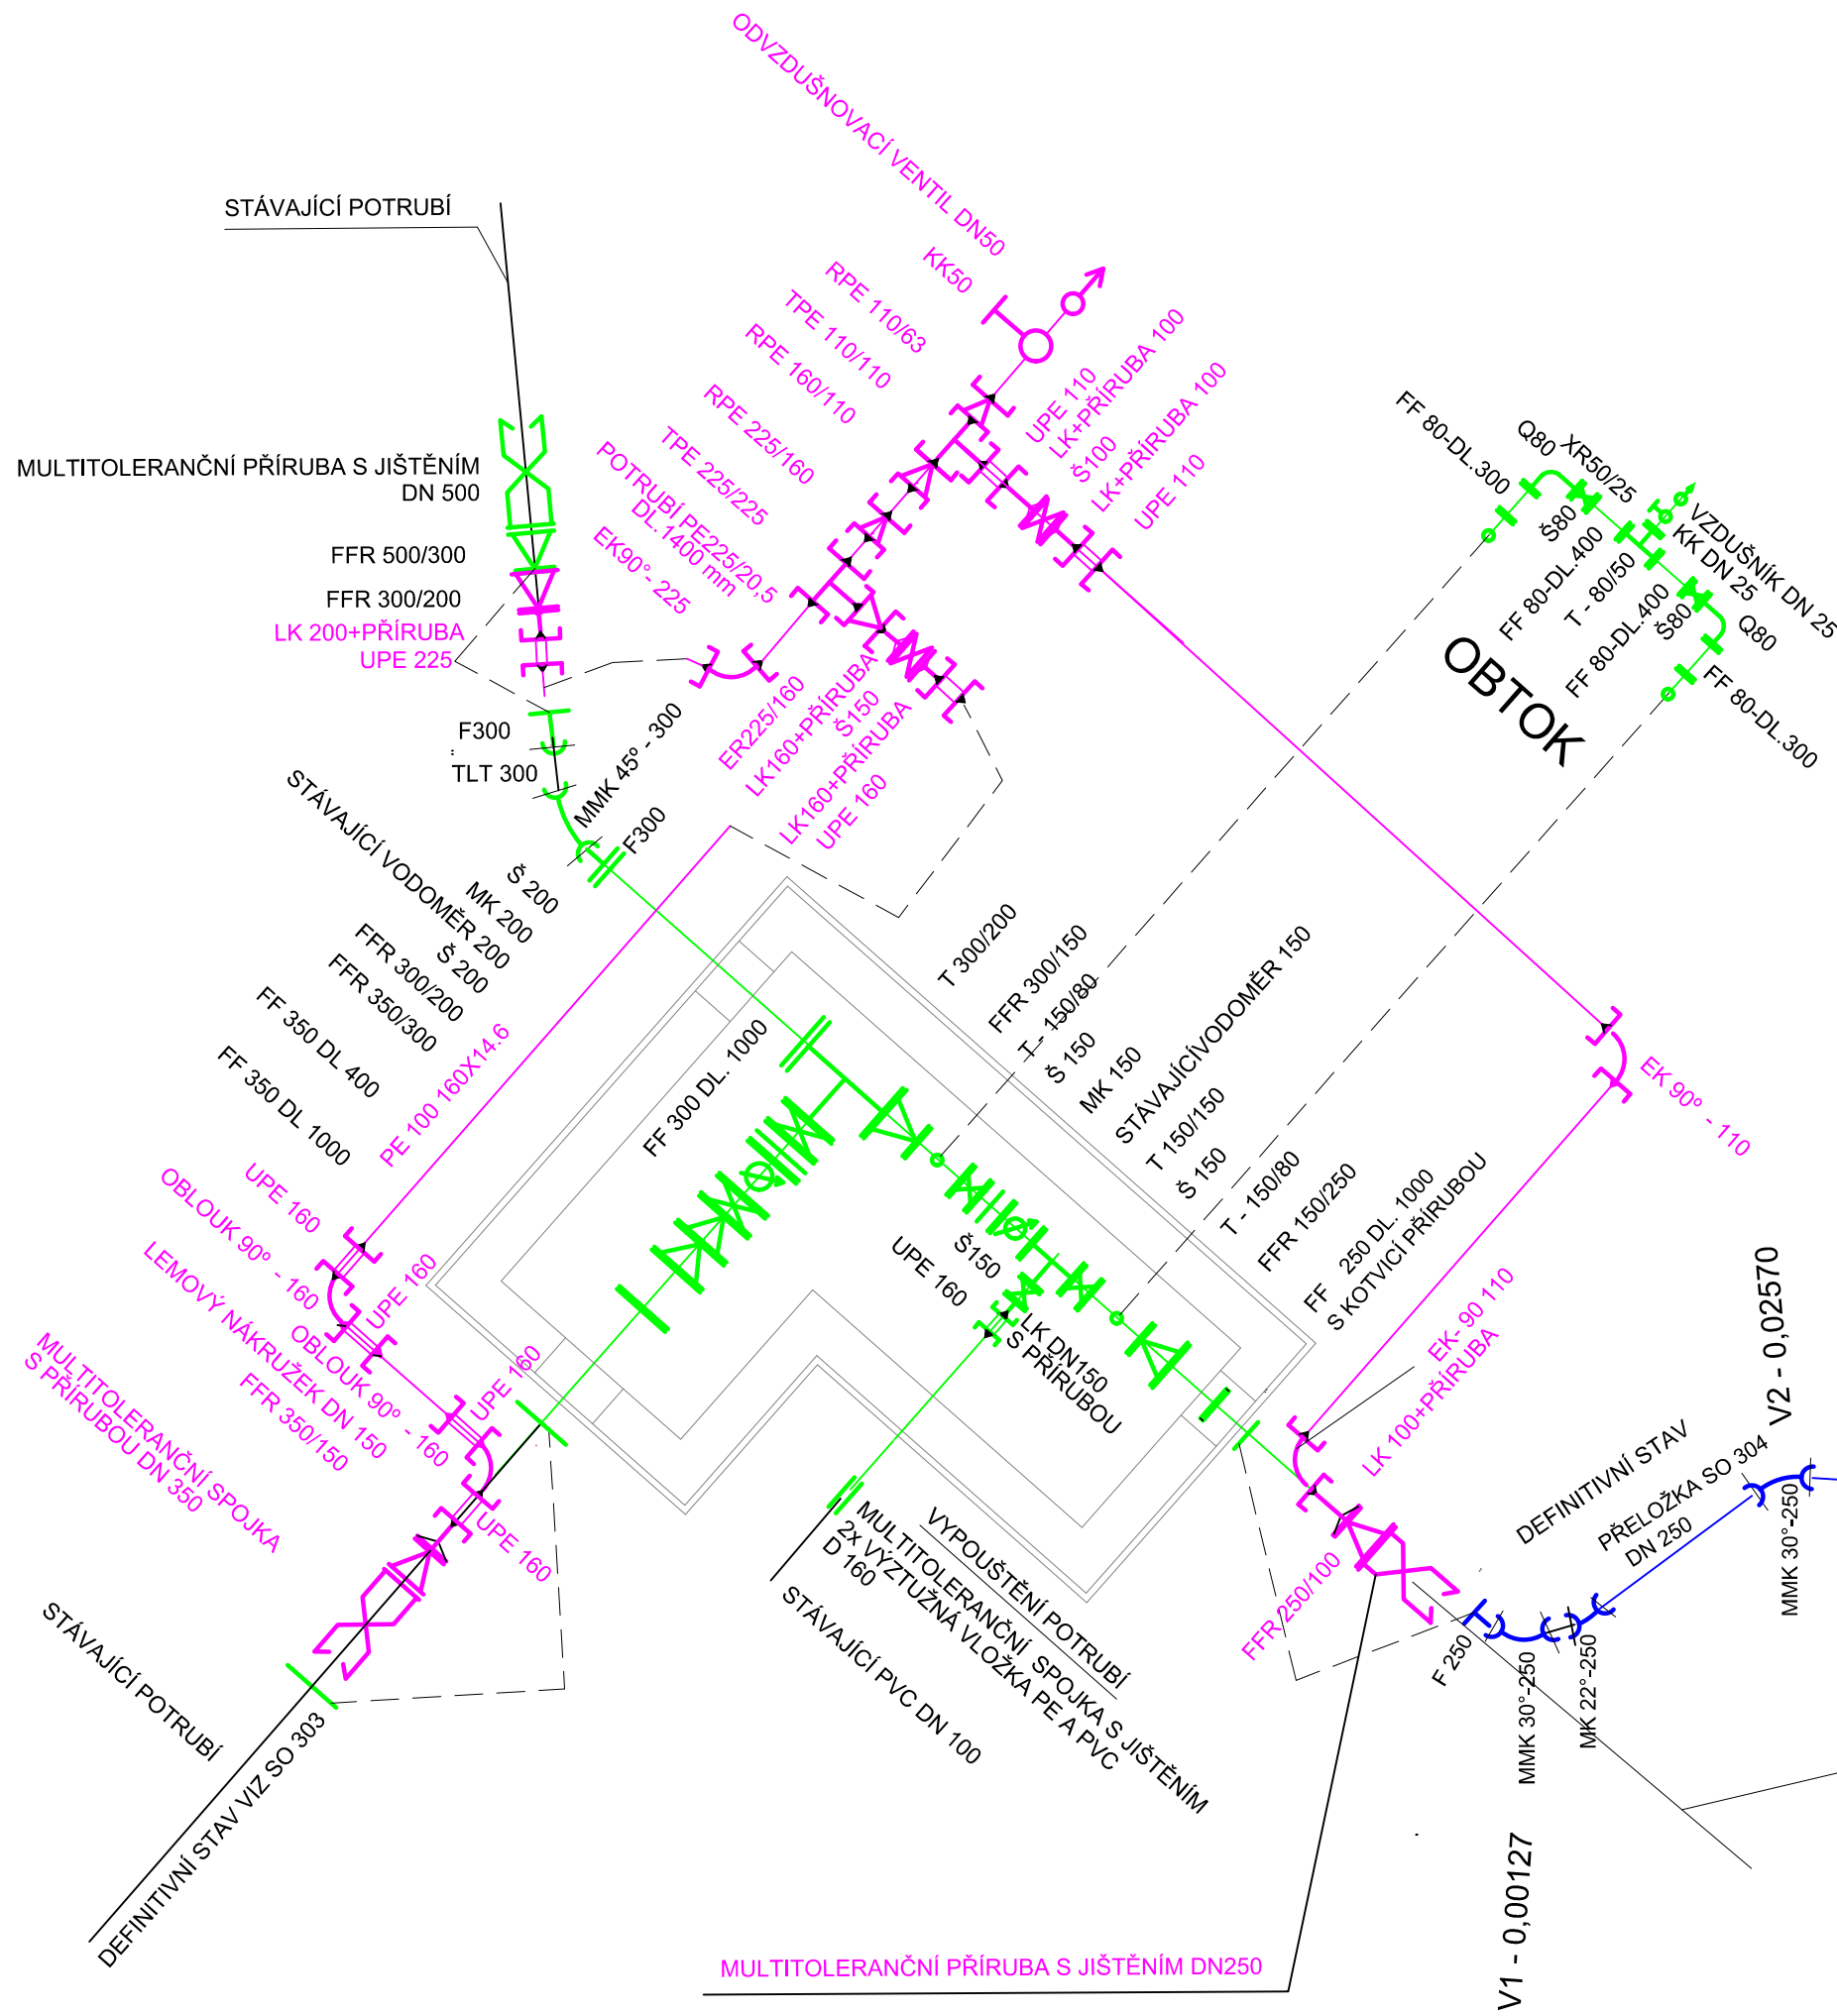 ODVZDUŠNOVACÍ VENTIL DN50
KK50
RPE 110/63
TPE 110/110
RPE 160/110
RPE 225/160
TPE 225/225
POTRUBÍ PE225/20,5
DL.1400 mm
EK90°- 225
STÁVAJÍCÍ POTRUBÍ
MULTITOLERANČNÍ PŘÍRUBA S JIŠTĚNÍM
DN 500
FFR 500/300
FFR 300/200
LK 200+PŘÍRUBA
UPE 225
F300
TLT 300
MMK 45º - 300
F300
UPE 110
LK+PŘÍRUBA 100
Š100
LK+PŘÍRUBA 100
UPE 110
ER225/160
LK160+PŘÍRUBA
Š150
LK160+PŘÍRUBA
UPE 160
FF 80-DL.300
Q80
XR50/25
Š80
FF 80-DL.400
T - 80/50
FF 80-DL.400
Š80
VZDUŠNÍK DN 25
KK DN 25
Q80
FF 80-DL.300
OBTOK
Š 200
MK 200
STÁVAJÍCÍ VODOMĚR 200
Š 200
FFR 300/200
FFR 350/300
FF 350 DL 400
FF 350 DL 1000
PE 100 160X14.6
FF 300 DL. 1000
T 300/200
FFR 300/150
T - 150/80
Š 150
MK 150
STÁVAJÍCÍVODOMĚR 150
T 150/150
Š 150
T - 150/80
FFR 150/250
FF 250 DL. 1000
S KOTVICÍ PŘÍRUBOU
EK 90º - 110
UPE 160
OBLOUK 90º - 160
UPE 160
LEMOVÝ NÁKRUŽEK DN 150
OBLOUK 90º - 160
UPE 160
FFR 350/150
MULTITOLERANČNÍ SPOJKA
S PŘÍRUBOU DN 350
UPE 160
UPE 160
Š150
LK DN150
S PŘÍRUBOU
EK- 90 110
LK 100+PŘÍRUBA
V2 - 0,02570
DEFINITIVNÍ STAV
PŘELOŽKA SO 304
DN 250
MMK 30°-250
STÁVAJÍCÍ POTRUBÍ
DEFINITIVNÍ STAV VIZ SO 303
VYPOUŠTĚNÍ POTRUBÍ
MULTITOLERANČNÍ SPOJKA S JIŠTĚNÍM
2x VÝZTUŽNÁ VLOŽKA PE A PVC
D 160
STÁVAJÍCÍ PVC DN 100
FFR 250/100
F 250
MMK 30°-250
MK 22°-250
V1 - 0,00127
MULTITOLERANČNÍ PŘÍRUBA S JIŠTĚNÍM DN250